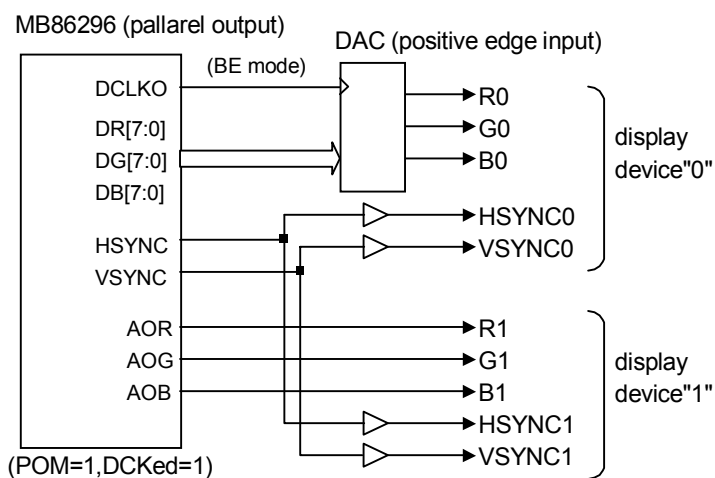 MB86296 (pallarel output)
DAC (positive edge input)
(BE mode)
DCLKO
DR[7:0]
DG[7:0]
DB[7:0]
HSYNC
VSYNC
AOR
AOG
AOB
(POM=1,DCKed=1)
R0
G0
B0
HSYNC0
VSYNC0
display
device"0"
R1
G1
B1
HSYNC1
VSYNC1
display
device"1"